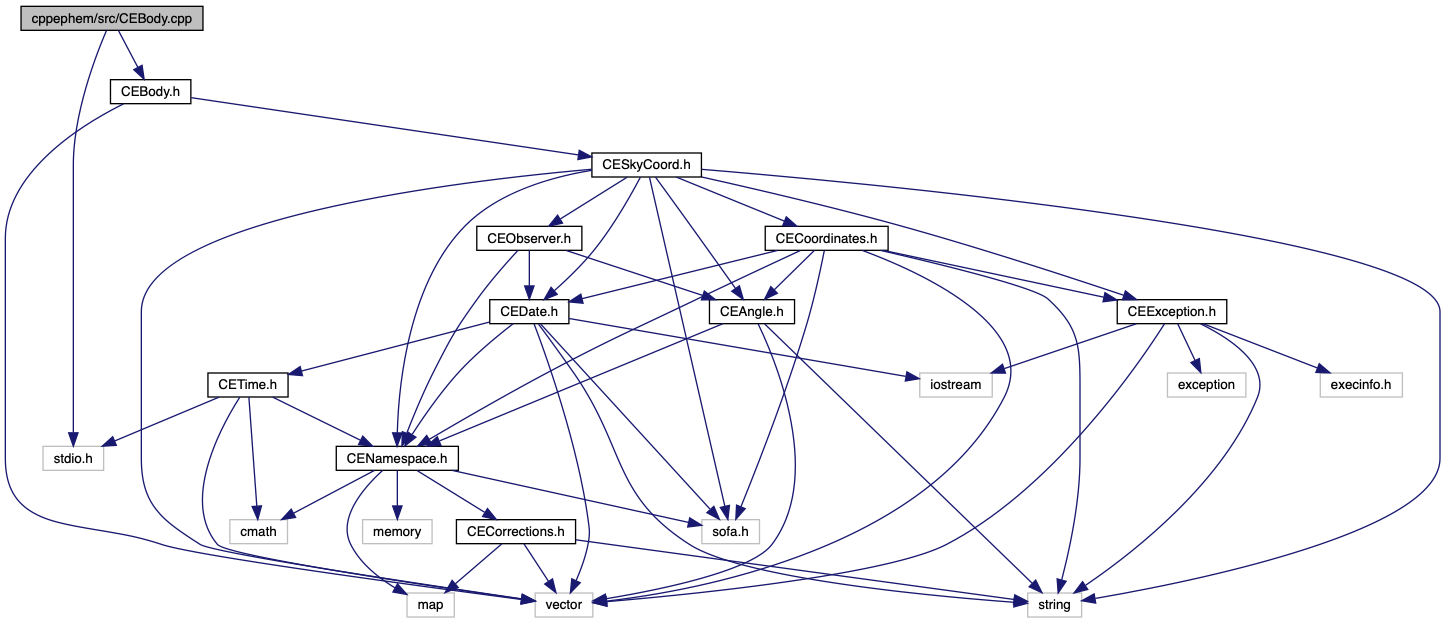 cppephem/src/CEBody.cpp
CEBody.h
CESkyCoord.h
CEObserver.h
CECoordinates.h
CEDate.h
CEAngle.h
CEException.h
CETime.h
iostream
exception
execinfo.h
stdio.h
CENamespace.h
cmath
memory
CECorrections.h
sofa.h
map
vector
string